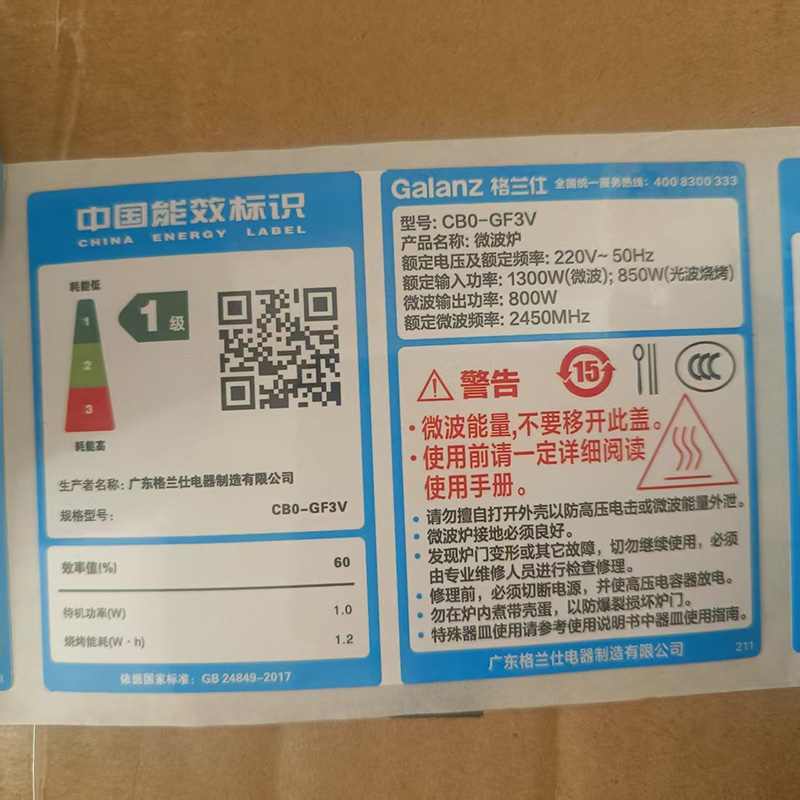 中国能效标识
CHINA ENERGY LABEL
耗能低
1
2
3
耗能高
1级
生产者名称: 广东格兰仕电器制造有限公司
规格型号: CB0-GF3V
效率值(%) 60
待机功率(W) 1.0
烧烤能耗(W·h) 1.2
依据国家标准: GB 24849-2017
Galanz 格兰仕 全国统一服务热线: 400 8300 333
型号: CB0-GF3V
产品名称: 微波炉
额定电压及额定频率: 220V~ 50Hz
额定输入功率: 1300W(微波); 850W(光波烧烤)
微波输出功率: 800W
额定微波频率: 2450MHz
警告
15
CCC
·微波能量,不要移开此盖。
·使用前请一定详细阅读
使用手册。
·请勿擅自打开外壳以防高压电击或微波能量外泄。
·微波炉接地必须良好。
·发现炉门变形或其它故障，切勿继续使用，必须
由专业维修人员进行检查修理。
·修理前，必须切断电源，并使高压电容器放电。
·勿在炉内煮带壳蛋，以防爆裂损坏炉门。
·特殊器皿使用请参考使用说明书中器皿使用指南。
广东格兰仕电器制造有限公司
211